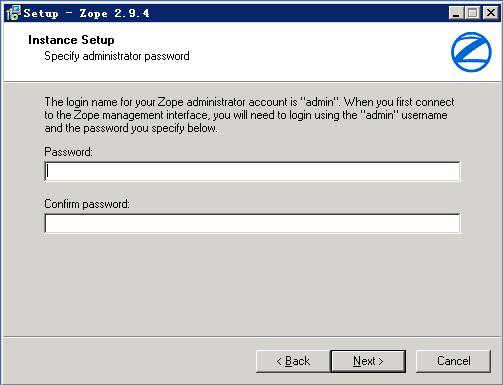 Setup - Zope 2.9.4
Instance Setup
Specify administrator password
The login name for your Zope administrator account is "admin". When you first connect
to the Zope management interface, you will need to login using the "admin" username
and the password you specify below.
Password:
Confirm password:
< Back
Next >
Cancel